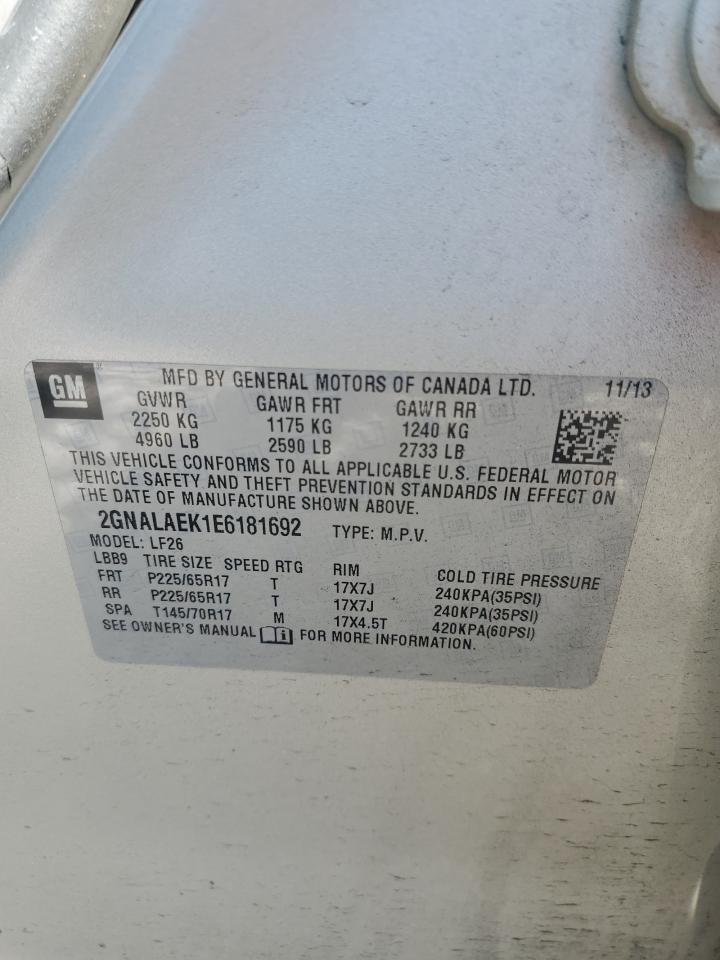 GM MFD BY GENERAL MOTORS OF CANADA LTD. 11/13
GVWR GAWR FRT GAWR RR
2250 KG 1175 KG 1240 KG
4960 LB 2590 LB 2733 LB
THIS VEHICLE CONFORMS TO ALL APPLICABLE U.S. FEDERAL MOTOR
VEHICLE SAFETY AND THEFT PREVENTION STANDARDS IN EFFECT ON
THE DATE OF MANUFACTURE SHOWN ABOVE.
2GNALAEK1E6181692 TYPE: M.P.V.
MODEL: LF26
LBB9 TIRE SIZE SPEED RTG RIM COLD TIRE PRESSURE
FRT P225/65R17 T 17X7J 240KPA(35PSI)
RR P225/65R17 T 17X7J 240KPA(35PSI)
SPA T145/70R17 M 17X4.5T 420KPA(60PSI)
SEE OWNER'S MANUAL FOR MORE INFORMATION.